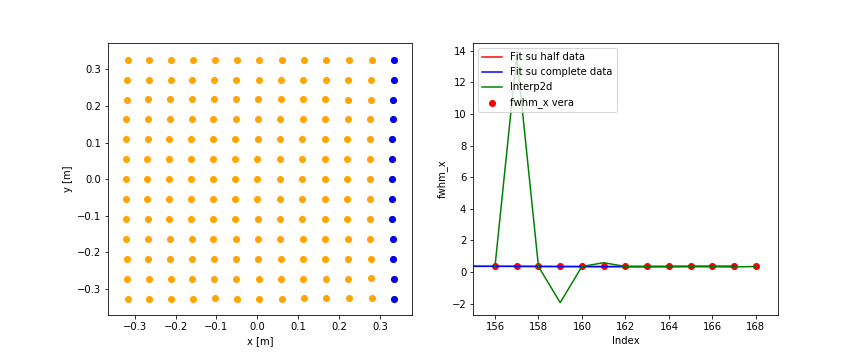 0.3
0.2
0.1
0.0
−0.1
−0.2
−0.3
y [m]
−0.3 −0.2 −0.1 0.0 0.1 0.2 0.3
x [m]
14
12
10
8
6
4
2
0
−2
fwhm_x
Fit su half data
Fit su complete data
Interp2d
fwhm_x vera
156 158 160 162 164 166 168
Index